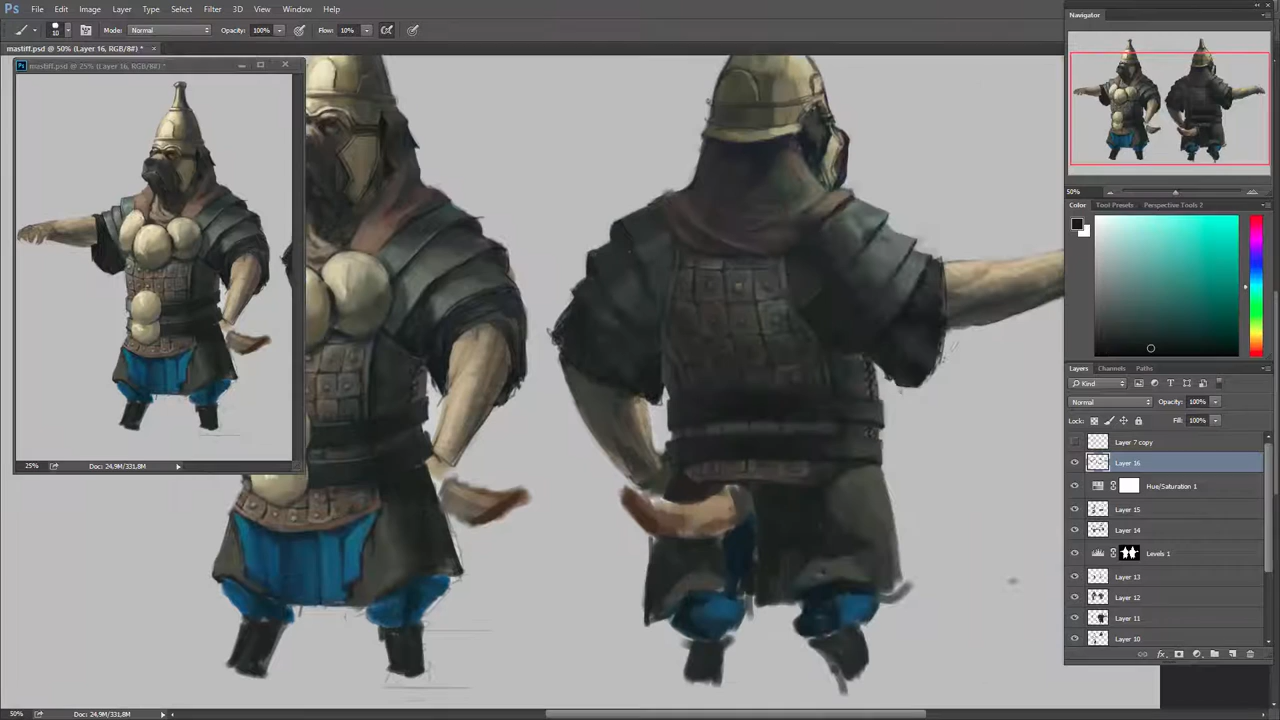 Ps File Edit Image Layer Type Select Filter 3D View Window Help
10 Mode: Normal Opacity: 100% Flow: 10%
mastiff.psd @ 50% (Layer 16, RGB/8#) * ×
Ps mastiff.psd @ 25% (Layer 16, RGB/8#) *
25% Doc: 24,9M/331,8M
Navigator
50%
Color Tool Presets Perspective Tools 2
Layers Channels Paths
Kind
Normal Opacity: 100%
Lock: Fill: 100%
Layer 7 copy
Layer 16
Hue/Saturation 1
Layer 15
Layer 14
Levels 1
Layer 13
Layer 12
Layer 11
Layer 10
fx
50% Doc: 24,9M/331,8M